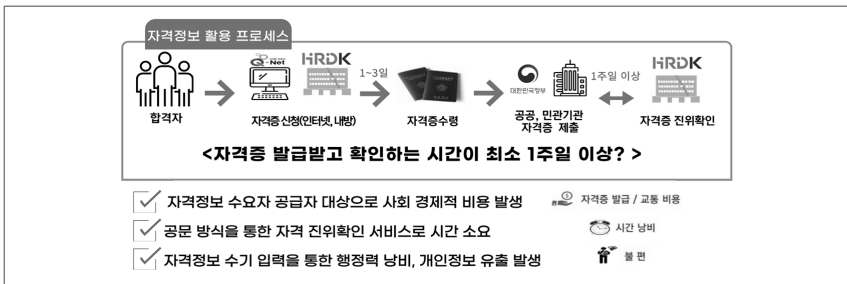 자격정보 활용 프로세스
Q-Net
HRDK
1~3일
대한민국정부
1주일 이상
HRDK
합격자
자격증 신청(인터넷, 내방)
자격증수령
공공, 민관기관
자격증 제출
자격증 진위확인
<자격증 발급받고 확인하는 시간이 최소 1주일 이상? >
자격정보 수요자 공급자 대상으로 사회 경제적 비용 발생
자격증 발급 / 교통 비용
공문 방식을 통한 자격 진위확인 서비스로 시간 소요
시간 낭비
자격정보 수기 입력을 통한 행정력 낭비, 개인정보 유출 발생
불 편